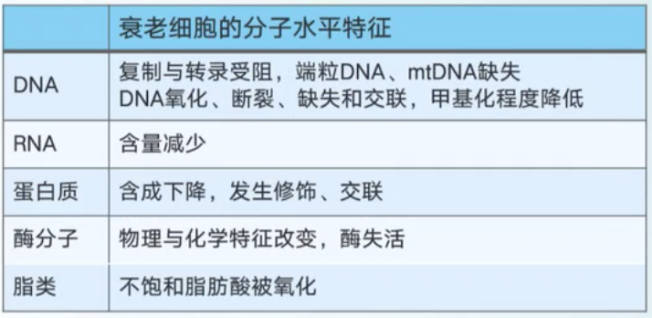 衰老细胞的分子水平特征
DNA 复制与转录受阻，端粒DNA、mtDNA缺失
DNA氧化、断裂、缺失和交联，甲基化程度降低
RNA 含量减少
蛋白质 含成下降，发生修饰、交联
酶分子 物理与化学特征改变，酶失活
脂类 不饱和脂肪酸被氧化